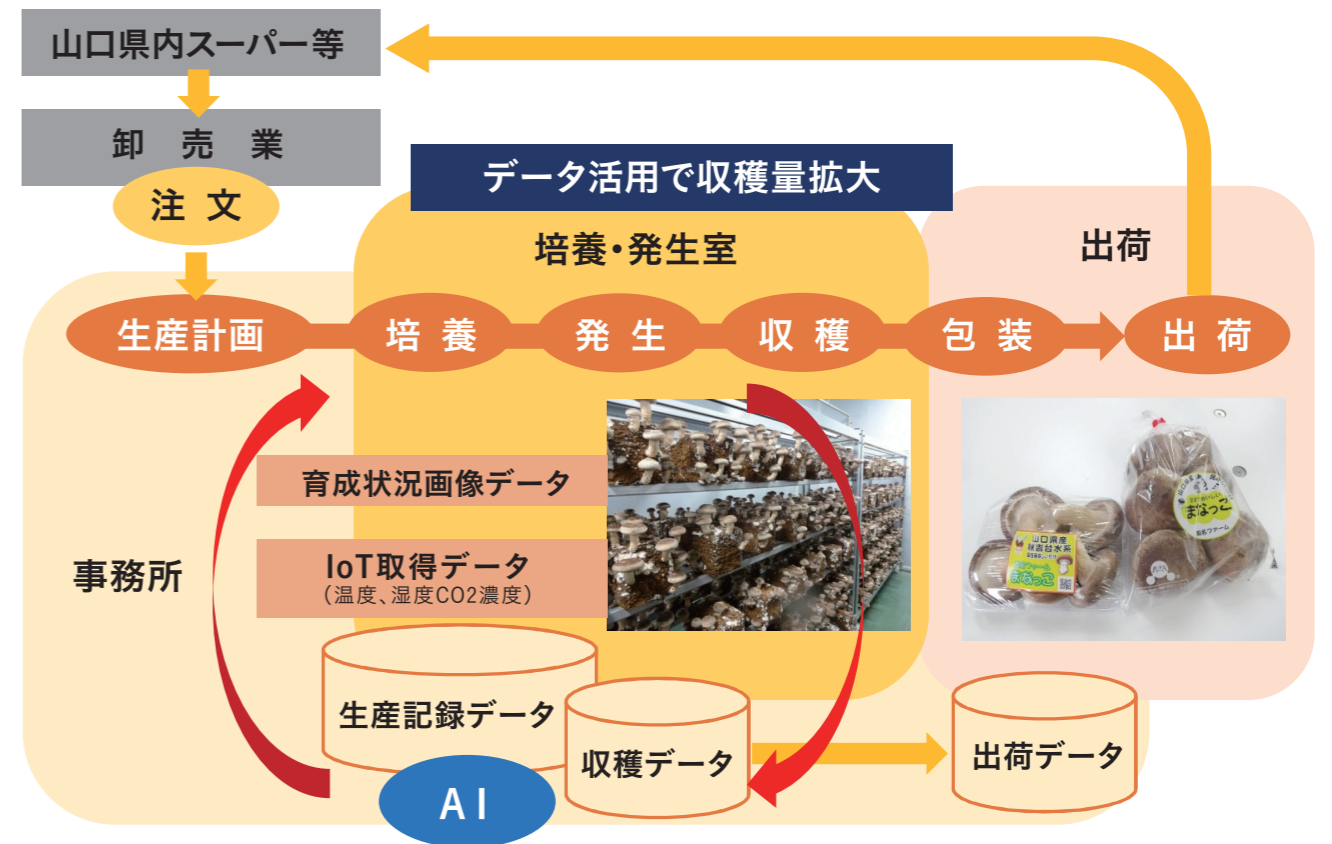 山口県内スーパー等
卸売業
注文
データ活用で収穫量拡大
培養・発生室
出荷
生産計画
培養
発生
収穫
包装
出荷
育成状況画像データ
IoT取得データ
(温度、湿度CO2濃度)
事務所
山口県産
秋吉台水系
まなっこ
まなっこ
生産記録データ
収穫データ
出荷データ
AI